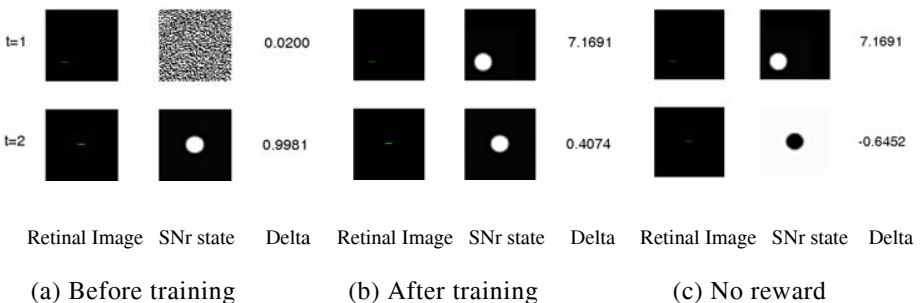 t=1 0.0200 7.1691 7.1691
t=2 0.9981 0.4074 -0.6452
Retinal Image SNr state Delta Retinal Image SNr state Delta Retinal Image SNr state Delta
(a) Before training (b) After training (c) No reward